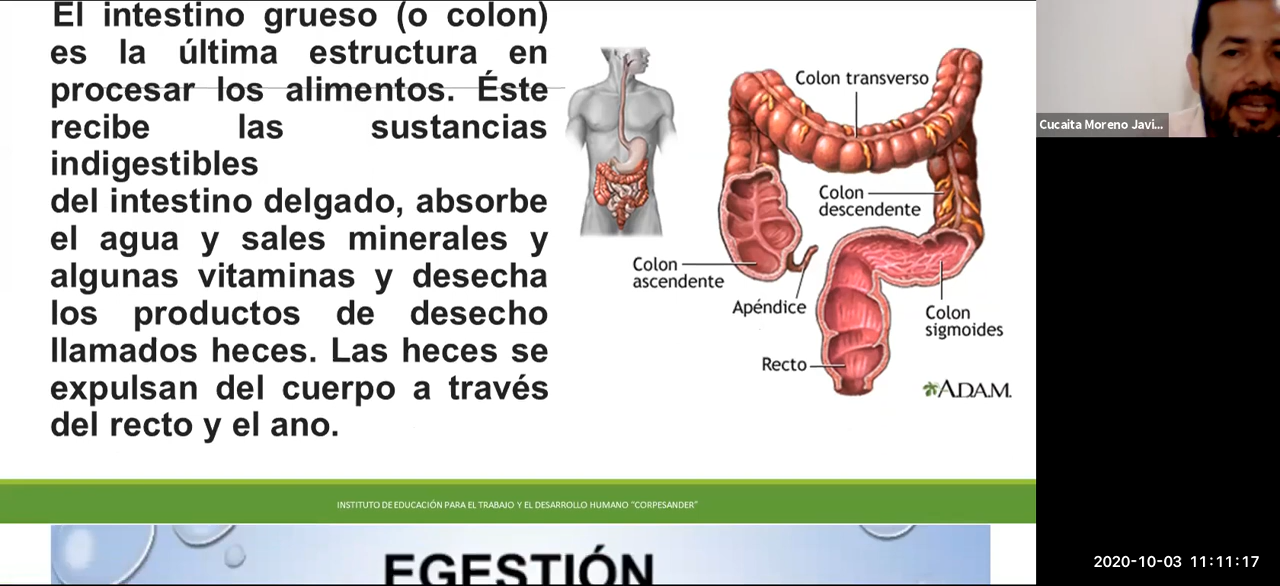 El intestino grueso (o colon)
es la última estructura en
procesar los alimentos. Éste
recibe las sustancias
indigestibles
del intestino delgado, absorbe
el agua y sales minerales y
algunas vitaminas y desecha
los productos de desecho
llamados heces. Las heces se
expulsan del cuerpo a través
del recto y el ano.
Colon transverso
Colon
descendente
Colon
ascendente
Apéndice
Colon
sigmoides
Recto
A.D.A.M.
Cucaita Moreno Javi...
INSTITUTO DE EDUCACIÓN PARA EL TRABAJO Y EL DESARROLLO HUMANO "CORPESANDER"
EGESTIÓN
2020-10-03 11:11:17